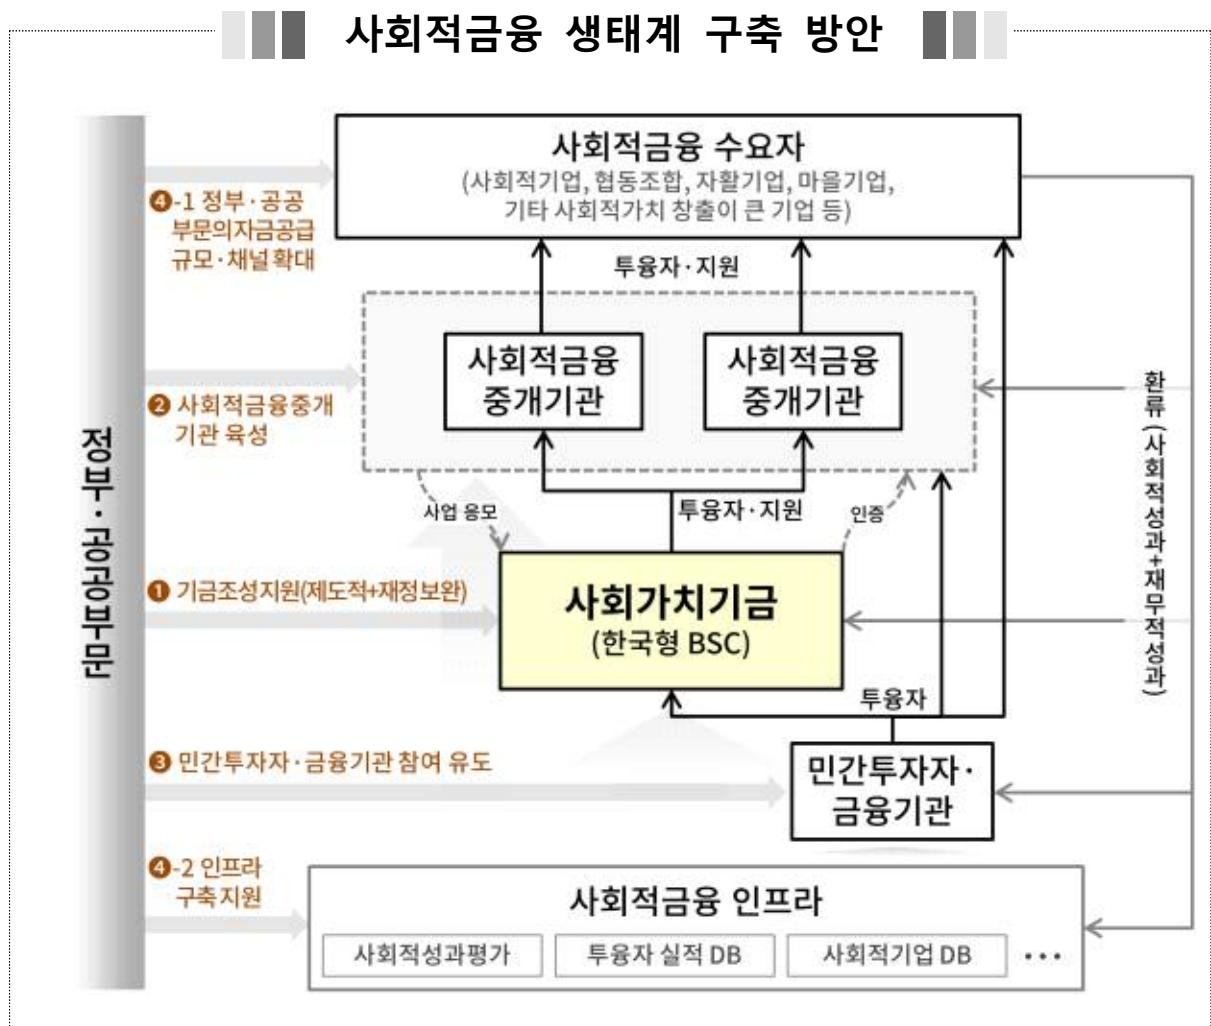 사회적금융 생태계 구축 방안
사회적금융 수요자
(사회적기업, 협동조합, 자활기업, 마을기업,
기타 사회적가치 창출이 큰 기업 등)
❹-1 정부·공공
부문의자금공급
규모·채널 확대
투융자·지원
사회적금융
중개기관
사회적금융
중개기관
❷ 사회적금융중개
기관 육성
정부·공공부문
환류 (사회적성과+재무적성과)
사업 응모
투융자·지원
인증
❶ 기금조성지원(제도적+재정보완)
사회가치기금
(한국형 BSC)
투융자
❸ 민간투자자·금융기관 참여 유도
민간투자자·
금융기관
❹-2 인프라
구축 지원
사회적금융 인프라
사회적성과평가
투융자 실적 DB
사회적기업 DB
···